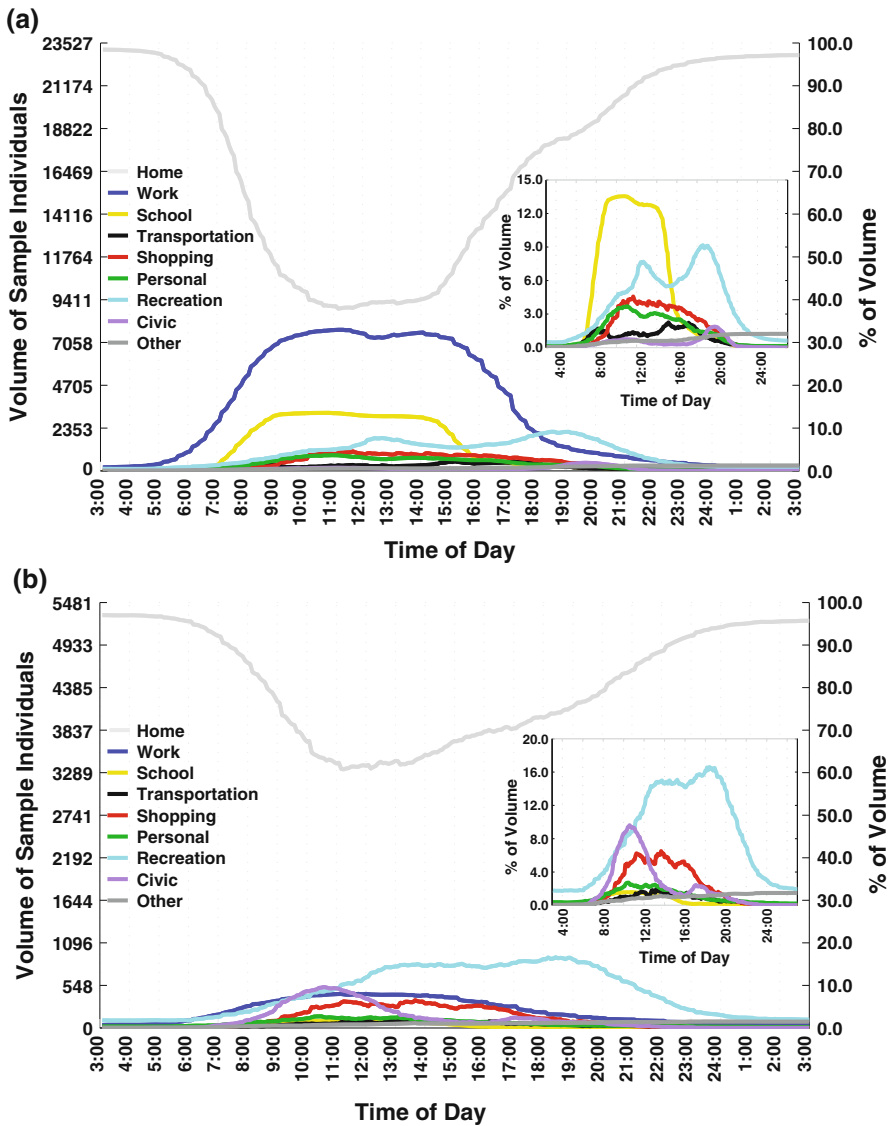 (a)
23527
21174
18822
16469
14116
11764
9411
7058
4705
2353
0
Volume of Sample Individuals
100.0
90.0
80.0
70.0
60.0
50.0
40.0
30.0
20.0
10.0
0.0
% of Volume
Home
Work
School
Transportation
Shopping
Personal
Recreation
Civic
Other
15.0
12.0
9.0
6.0
3.0
0.0
% of Volume
4:00 8:00 12:00 16:00 20:00 24:00
Time of Day
3:00 4:00 5:00 6:00 7:00 8:00 9:00 10:00 11:00 12:00 13:00 14:00 15:00 16:00 17:00 18:00 19:00 20:00 21:00 22:00 23:00 24:00 1:00 2:00 3:00
Time of Day
(b)
5481
4933
4385
3837
3289
2741
2192
1644
1096
548
0
Volume of Sample Individuals
100.0
90.0
80.0
70.0
60.0
50.0
40.0
30.0
20.0
10.0
0.0
% of Volume
Home
Work
School
Transportation
Shopping
Personal
Recreation
Civic
Other
20.0
16.0
12.0
8.0
4.0
0.0
% of Volume
4:00 8:00 12:00 16:00 20:00 24:00
Time of Day
3:00 4:00 5:00 6:00 7:00 8:00 9:00 10:00 11:00 12:00 13:00 14:00 15:00 16:00 17:00 18:00 19:00 20:00 21:00 22:00 23:00 24:00 1:00 2:00 3:00
Time of Day